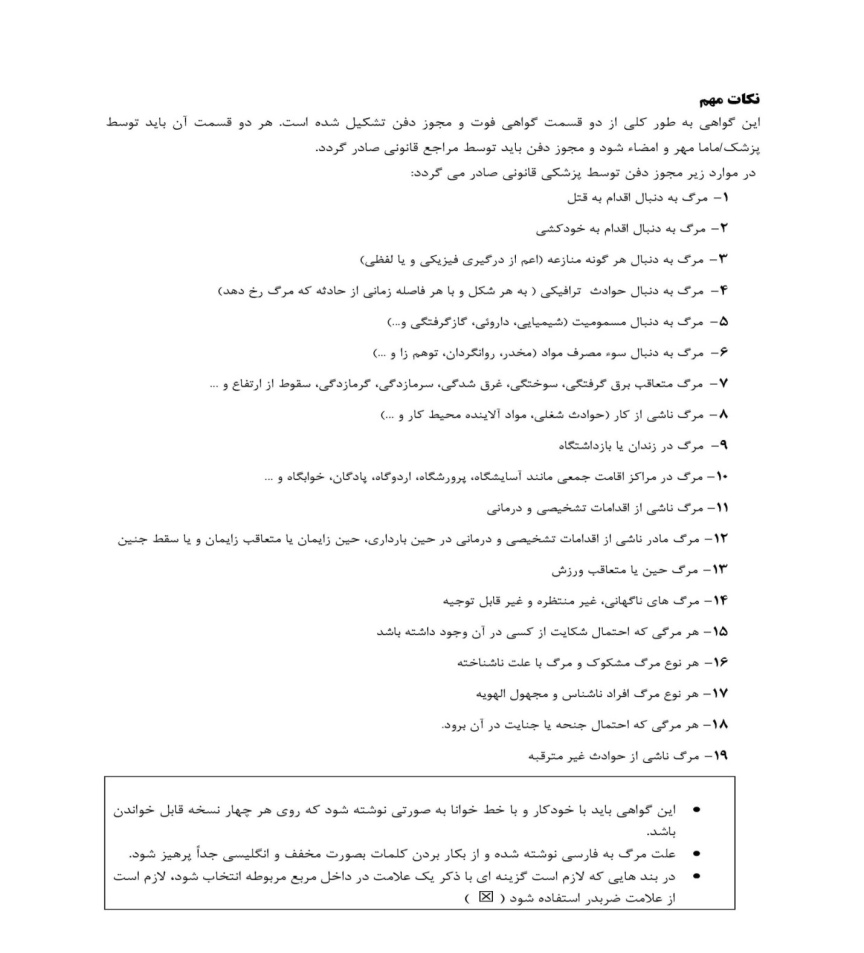 نکات مهم
این گواهی به طور کلی از دو قسمت گواهی فوت و مجوز دفن تشکیل شده است. هر دو قسمت آن باید توسط
پزشک/ماما مهر و امضاء شود و مجوز دفن باید توسط مراجع قانونی صادر گردد.
در موارد زیر مجوز دفن توسط پزشکی قانونی صادر می گردد:
۱- مرگ به دنبال اقدام به قتل
۲- مرگ به دنبال اقدام به خودکشی
۳- مرگ به دنبال هر گونه منازعه (اعم از درگیری فیزیکی و یا لفظی)
۴- مرگ به دنبال حوادث ترافیکی ( به هر شکل و با هر فاصله زمانی از حادثه که مرگ رخ دهد)
۵- مرگ به دنبال مسمومیت (شیمیایی، داروئی، گازگرفتگی و...)
۶- مرگ به دنبال سوء مصرف مواد (مخدر، روانگردان، توهم زا و ...)
۷- مرگ متعاقب برق گرفتگی، سوختگی، غرق شدگی، سرمازدگی، گرمازدگی، سقوط از ارتفاع و ...
۸- مرگ ناشی از کار (حوادث شغلی، مواد آلاینده محیط کار و ...)
۹- مرگ در زندان یا بازداشتگاه
۱۰- مرگ در مراکز اقامت جمعی مانند آسایشگاه، پرورشگاه، اردوگاه، پادگان، خوابگاه و ...
۱۱- مرگ ناشی از اقدامات تشخیصی و درمانی
۱۲- مرگ مادر ناشی از اقدامات تشخیصی و درمانی در حین بارداری، حین زایمان یا متعاقب زایمان و یا سقط جنین
۱۳- مرگ حین یا متعاقب ورزش
۱۴- مرگ های ناگهانی، غیر منتظره و غیر قابل توجیه
۱۵- هر مرگی که احتمال شکایت از کسی در آن وجود داشته باشد
۱۶- هر نوع مرگ مشکوک و مرگ با علت ناشناخته
۱۷- هر نوع مرگ افراد ناشناس و مجهول الهویه
۱۸- هر مرگی که احتمال جنحه یا جنایت در آن برود.
۱۹- مرگ ناشی از حوادث غیر مترقبه
• این گواهی باید با خودکار و با خط خوانا به صورتی نوشته شود که روی هر چهار نسخه قابل خواندن
باشد.
• علت مرگ به فارسی نوشته شده و از بکار بردن کلمات بصورت مخفف و انگلیسی جداً پرهیز شود.
• در بند هایی که لازم است گزینه ای با ذکر یک علامت در داخل مربع مربوطه انتخاب شود، لازم است
از علامت ضربدر استفاده شود ( ☒ )